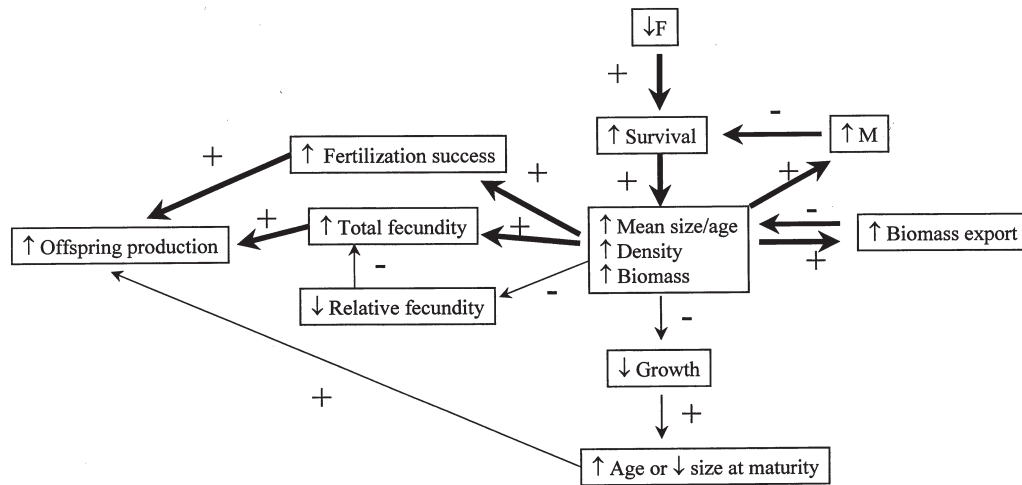 ↓F
+
-
↑ Survival
↑ M
+
↑ Fertilization success
+
+
+
↑ Mean size/age
↑ Density
↑ Biomass
-
+
↑ Biomass export
+
↑ Total fecundity
+
↑ Offspring production
-
↓ Relative fecundity
-
-
↓ Growth
+
+
↑ Age or ↓ size at maturity